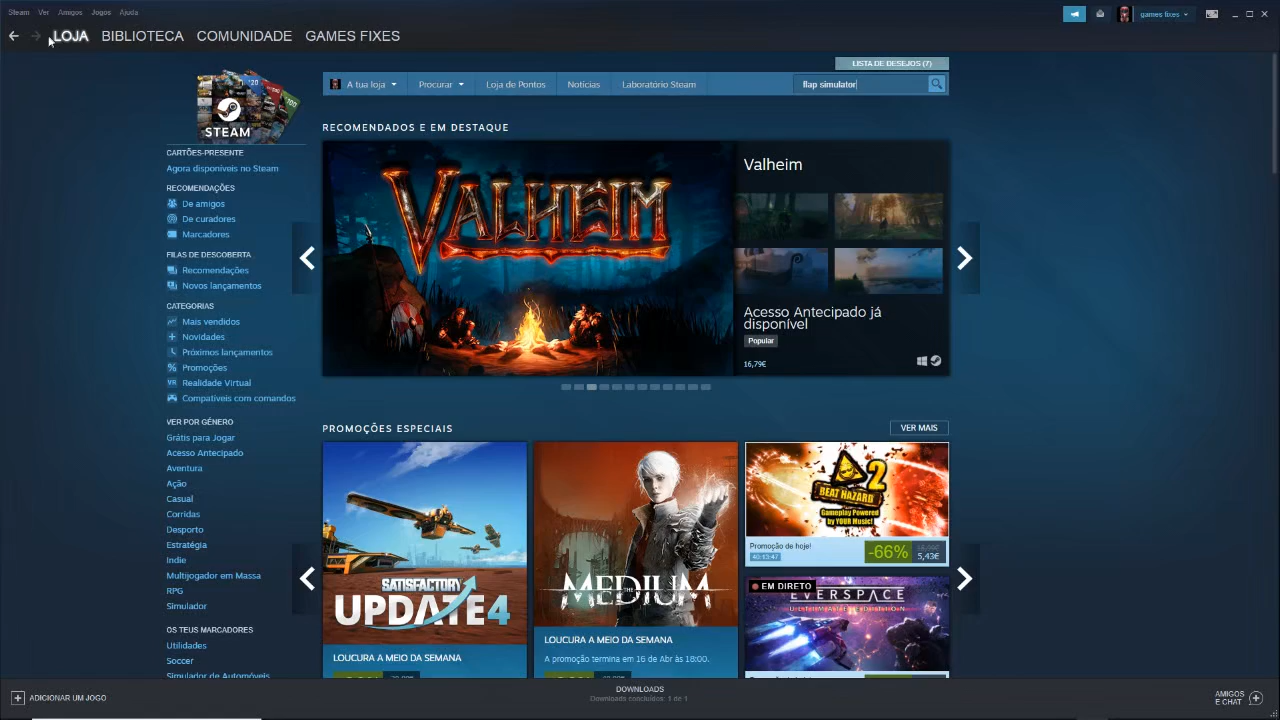 Steam Ver Amigos Jogos Ajuda
games fixes
LOJA BIBLIOTECA COMUNIDADE GAMES FIXES
LISTA DE DESEJOS (7)
A tua loja Procurar Loja de Pontos Notícias Laboratório Steam
flap simulator
STEAM
CARTÕES-PRESENTE
Agora disponíveis no Steam
RECOMENDAÇÕES
De amigos
De curadores
Marcadores
FILAS DE DESCOBERTA
Recomendações
Novos lançamentos
CATEGORIAS
Mais vendidos
Novidades
Próximos lançamentos
Promoções
VR Realidade Virtual
Compatíveis com comandos
VER POR GÉNERO
Grátis para Jogar
Acesso Antecipado
Aventura
Ação
Casual
Corridas
Desporto
Estratégia
Indie
Multijogador em Massa
RPG
Simulador
OS TEUS MARCADORES
Utilidades
Soccer
Simulador de Automóveis
RECOMENDADOS E EM DESTAQUE
VALHEIM
Valheim
Acesso Antecipado já
disponível
Popular
16,79€
PROMOÇÕES ESPECIAIS
VER MAIS
SATISFACTORY
UPDATE 4
LOUCURA A MEIO DA SEMANA
THE MEDIUM
LOUCURA A MEIO DA SEMANA
A promoção termina em 16 de Abr às 18:00.
BEAT HAZARD 2
Gameplay Powered
by YOUR Music!
Promoção de hoje!
-66%
5,43€
EM DIRETO
EVERSPACE
ULTIMATE EDITION
ADICIONAR UM JOGO
DOWNLOADS
Downloads concluídos: 1 de 1
AMIGOS
E CHAT